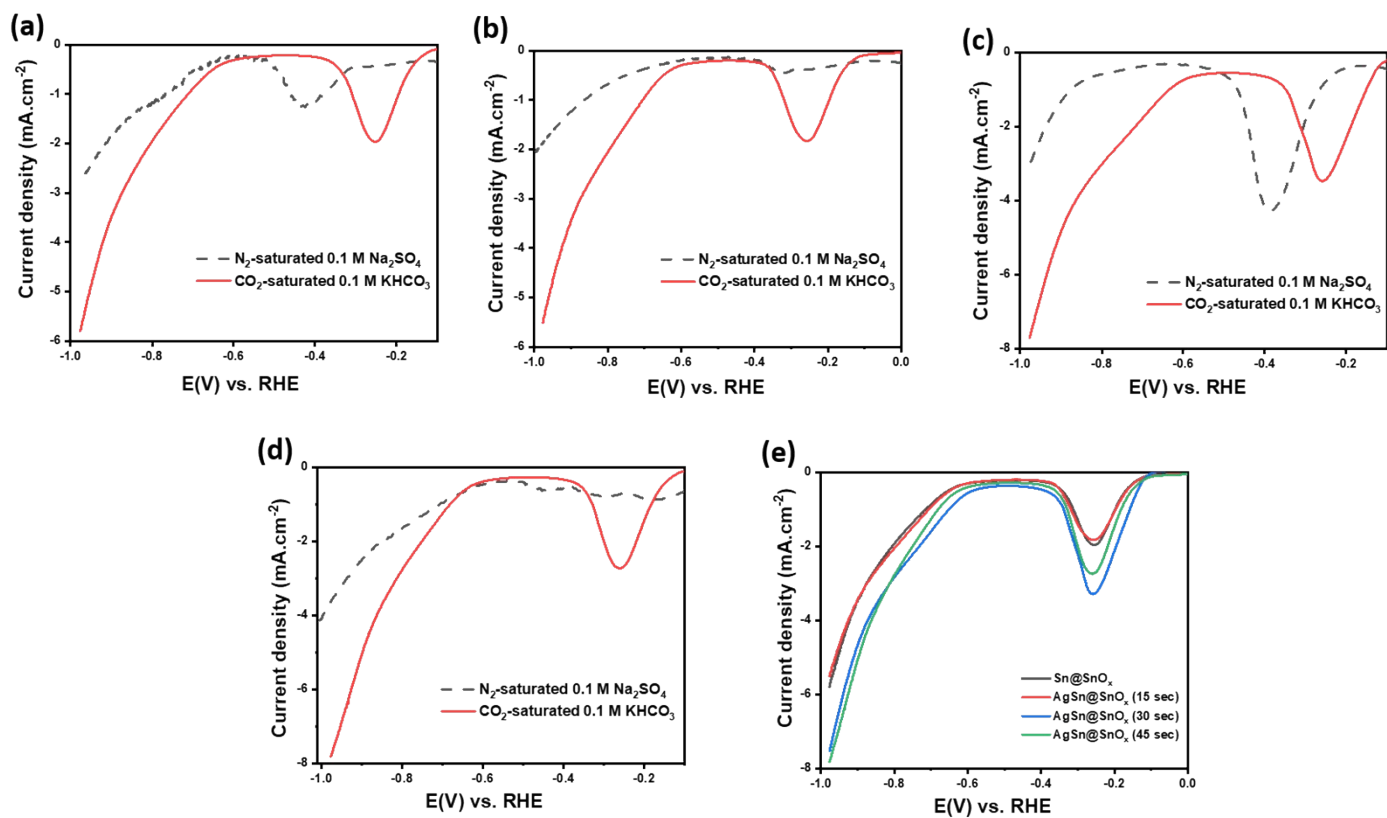 (a)
0
-1
-2
-3
-4
-5
-6
-1.0
-0.8
-0.6
-0.4
-0.2
Current density (mA.cm⁻²)
E(V) vs. RHE
N₂-saturated 0.1 M Na₂SO₄
CO₂-saturated 0.1 M KHCO₃
(b)
0
-1
-2
-3
-4
-5
-6
-1.0
-0.8
-0.6
-0.4
-0.2
0.0
Current density (mA.cm⁻²)
E(V) vs. RHE
N₂-saturated 0.1 M Na₂SO₄
CO₂-saturated 0.1 M KHCO₃
(c)
0
-2
-4
-6
-8
-1.0
-0.8
-0.6
-0.4
-0.2
Current density (mA.cm⁻²)
E(V) vs. RHE
N₂-saturated 0.1 M Na₂SO₄
CO₂-saturated 0.1 M KHCO₃
(d)
0
-2
-4
-6
-8
-1.0
-0.8
-0.6
-0.4
-0.2
Current density (mA.cm⁻²)
E(V) vs. RHE
N₂-saturated 0.1 M Na₂SO₄
CO₂-saturated 0.1 M KHCO₃
(e)
0
-2
-4
-6
-8
-1.0
-0.8
-0.6
-0.4
-0.2
0.0
Current density (mA.cm⁻²)
E(V) vs. RHE
Sn@SnOₓ
AgSn@SnOₓ (15 sec)
AgSn@SnOₓ (30 sec)
AgSn@SnOₓ (45 sec)